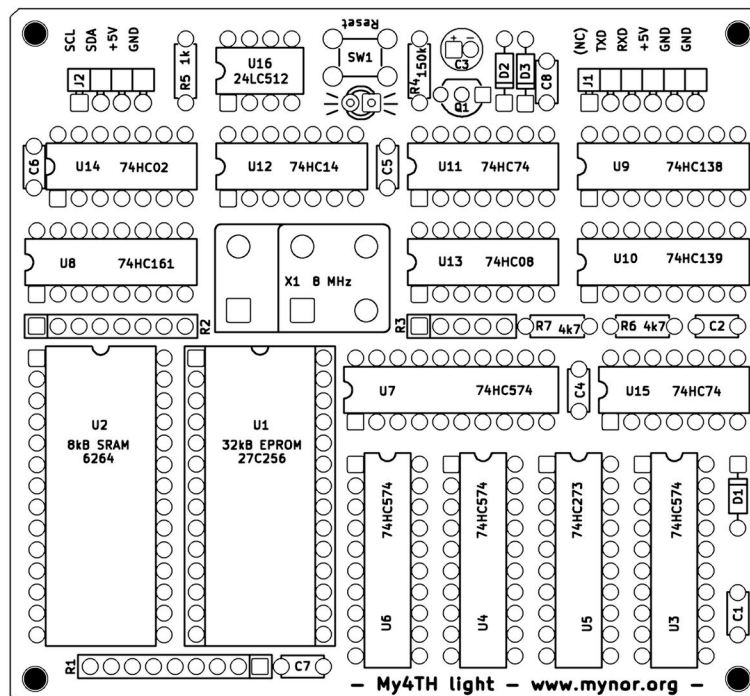 SCL
SDA
+5V
GND
J2
R5 1k
U16
24LC512
Reset
SW1
R4 150k
+ −
C3
Q1
D2
D3
C8
(NC)
TXD
RXD
+5V
GND
GND
J1
C6
U14 74HC02
U12 74HC14
C5
U11 74HC74
U9 74HC138
U8 74HC161
X1 8 MHz
U13 74HC08
U10 74HC139
R2
R3
R7 4k7
R6 4k7
C2
U2
8kB SRAM
6264
U1
32kB EPROM
27C256
U7 74HC574
C4
U15 74HC74
U6 74HC574
U4 74HC574
U5 74HC273
U3 74HC574
D1
C1
R1
C7
− My4TH light − www.mynor.org −